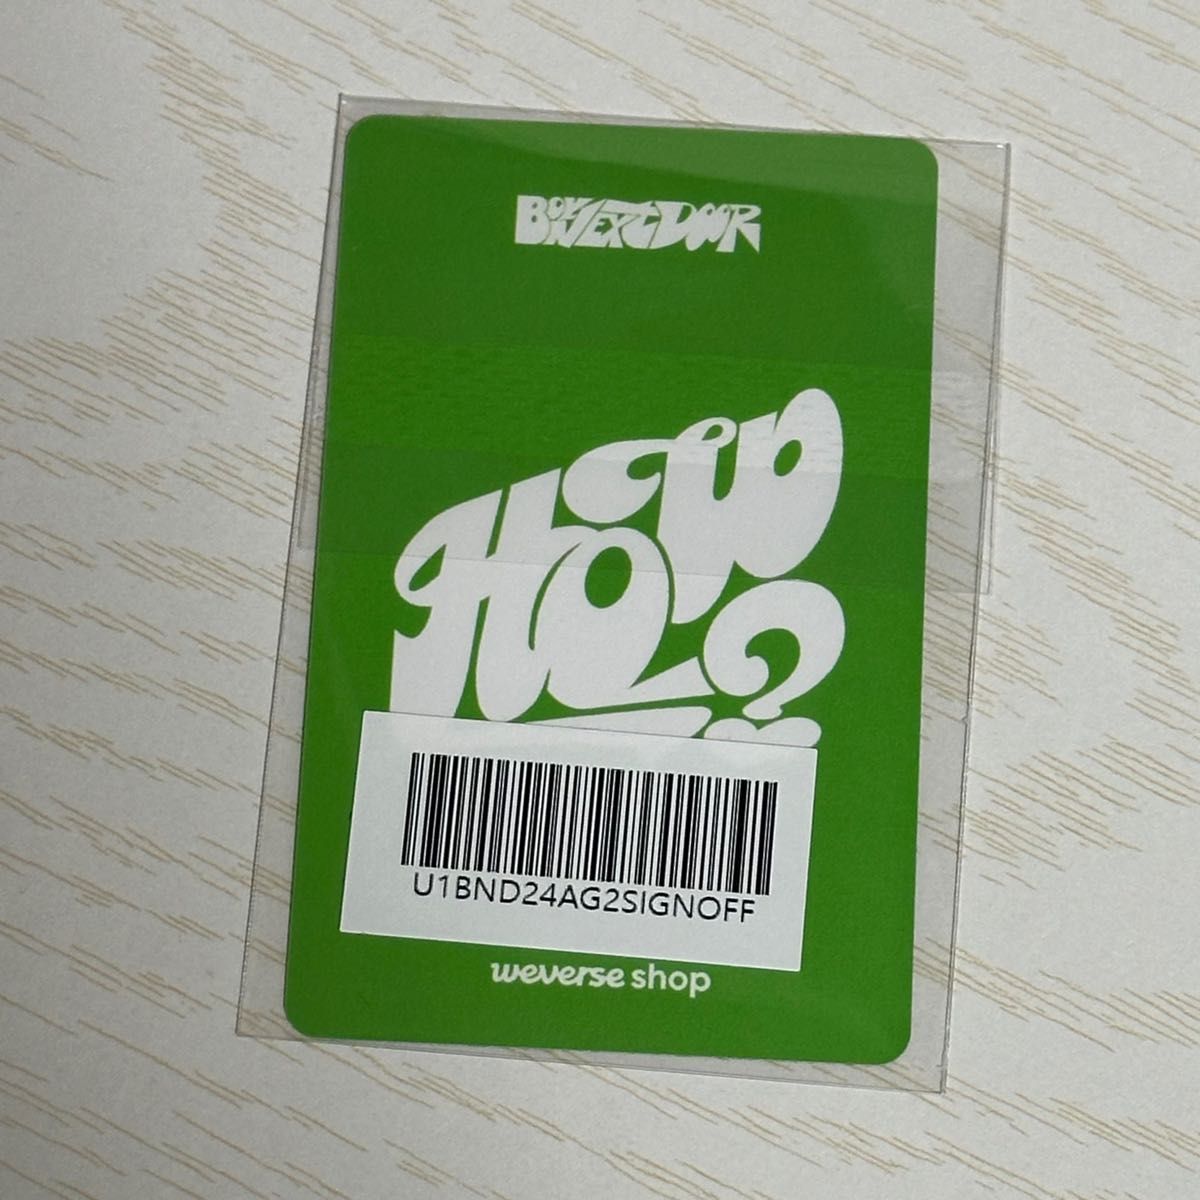 BOYNEXTDOOR
HOW?
U1BND24AG2SIGNOFF
weverse shop